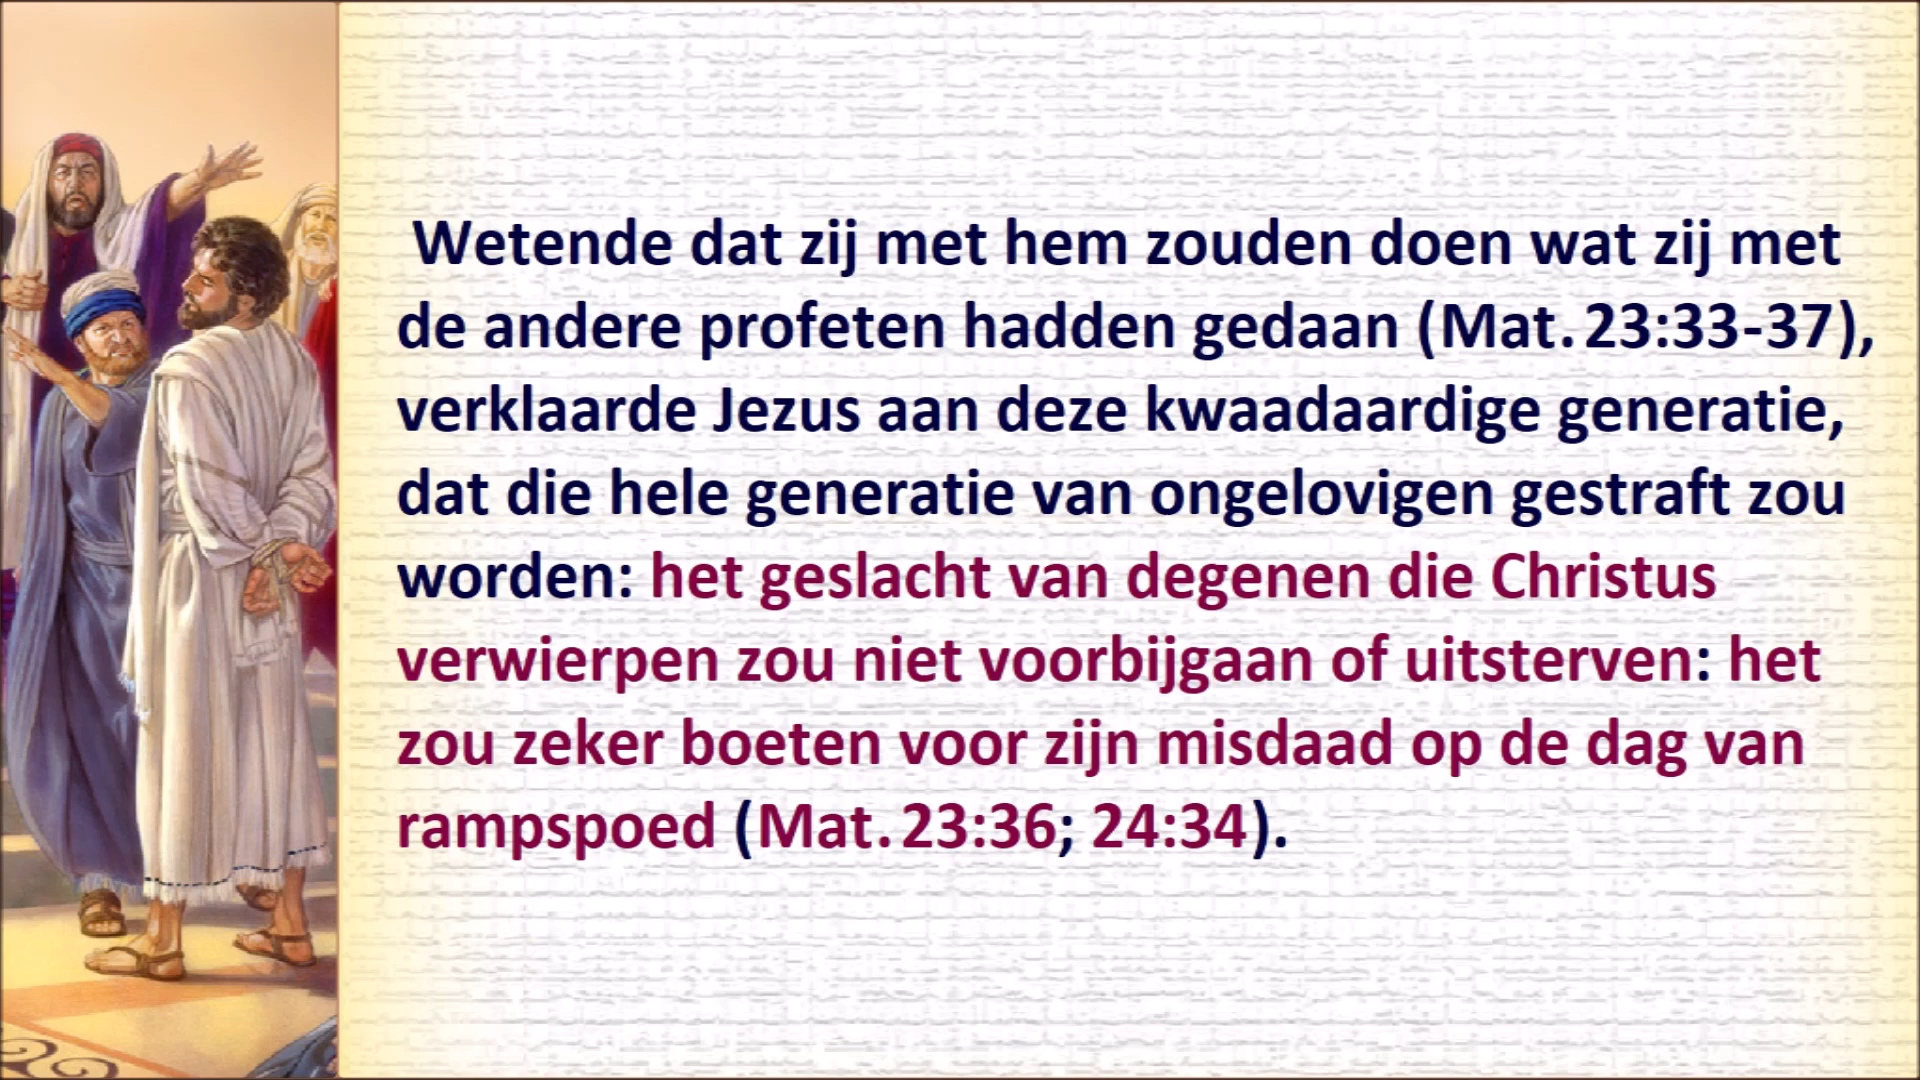 Wetende dat zij met hem zouden doen wat zij met
de andere profeten hadden gedaan (Mat. 23:33-37),
verklaarde Jezus aan deze kwaadaardige generatie,
dat die hele generatie van ongelovigen gestraft zou
worden: het geslacht van degenen die Christus
verwierpen zou niet voorbijgaan of uitsterven: het
zou zeker boeten voor zijn misdaad op de dag van
rampspoed (Mat. 23:36; 24:34).